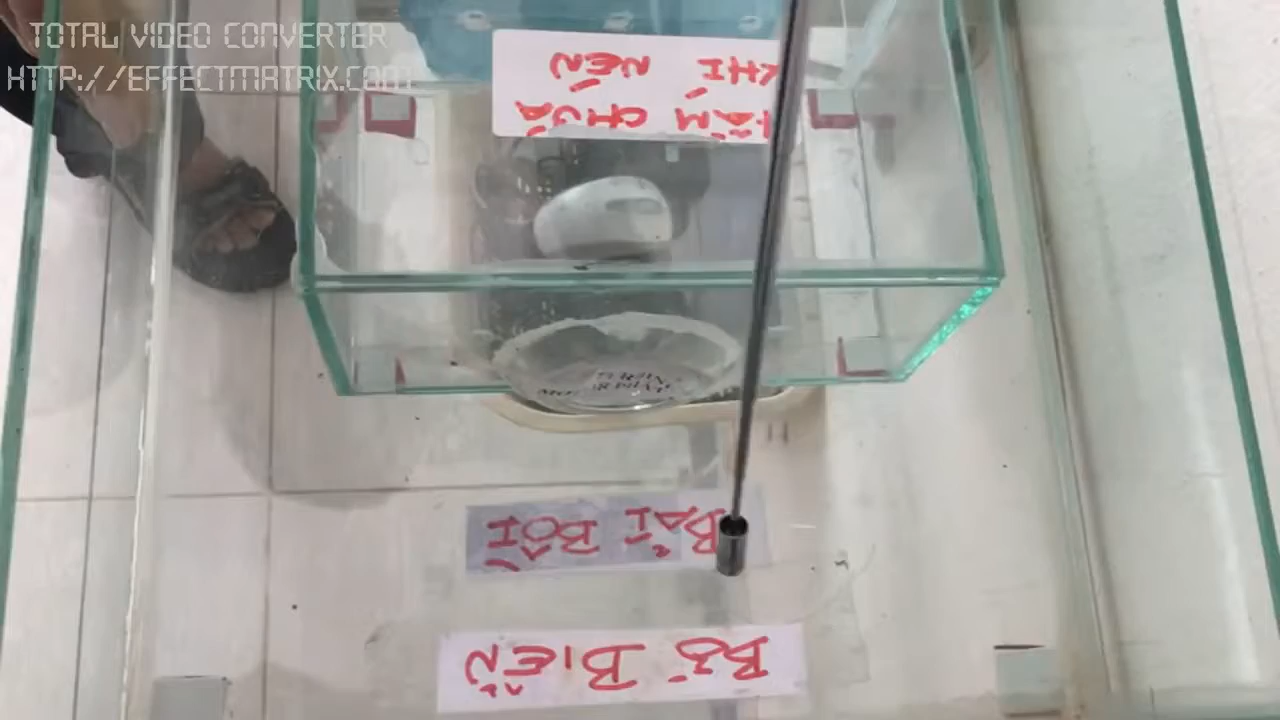 TOTAL VIDEO CONVERTER
HTTP://EFFECTMATRIX.COM
BỜ BIỂN
BÃI BỒI
CHỨA
KHÍ NÉN